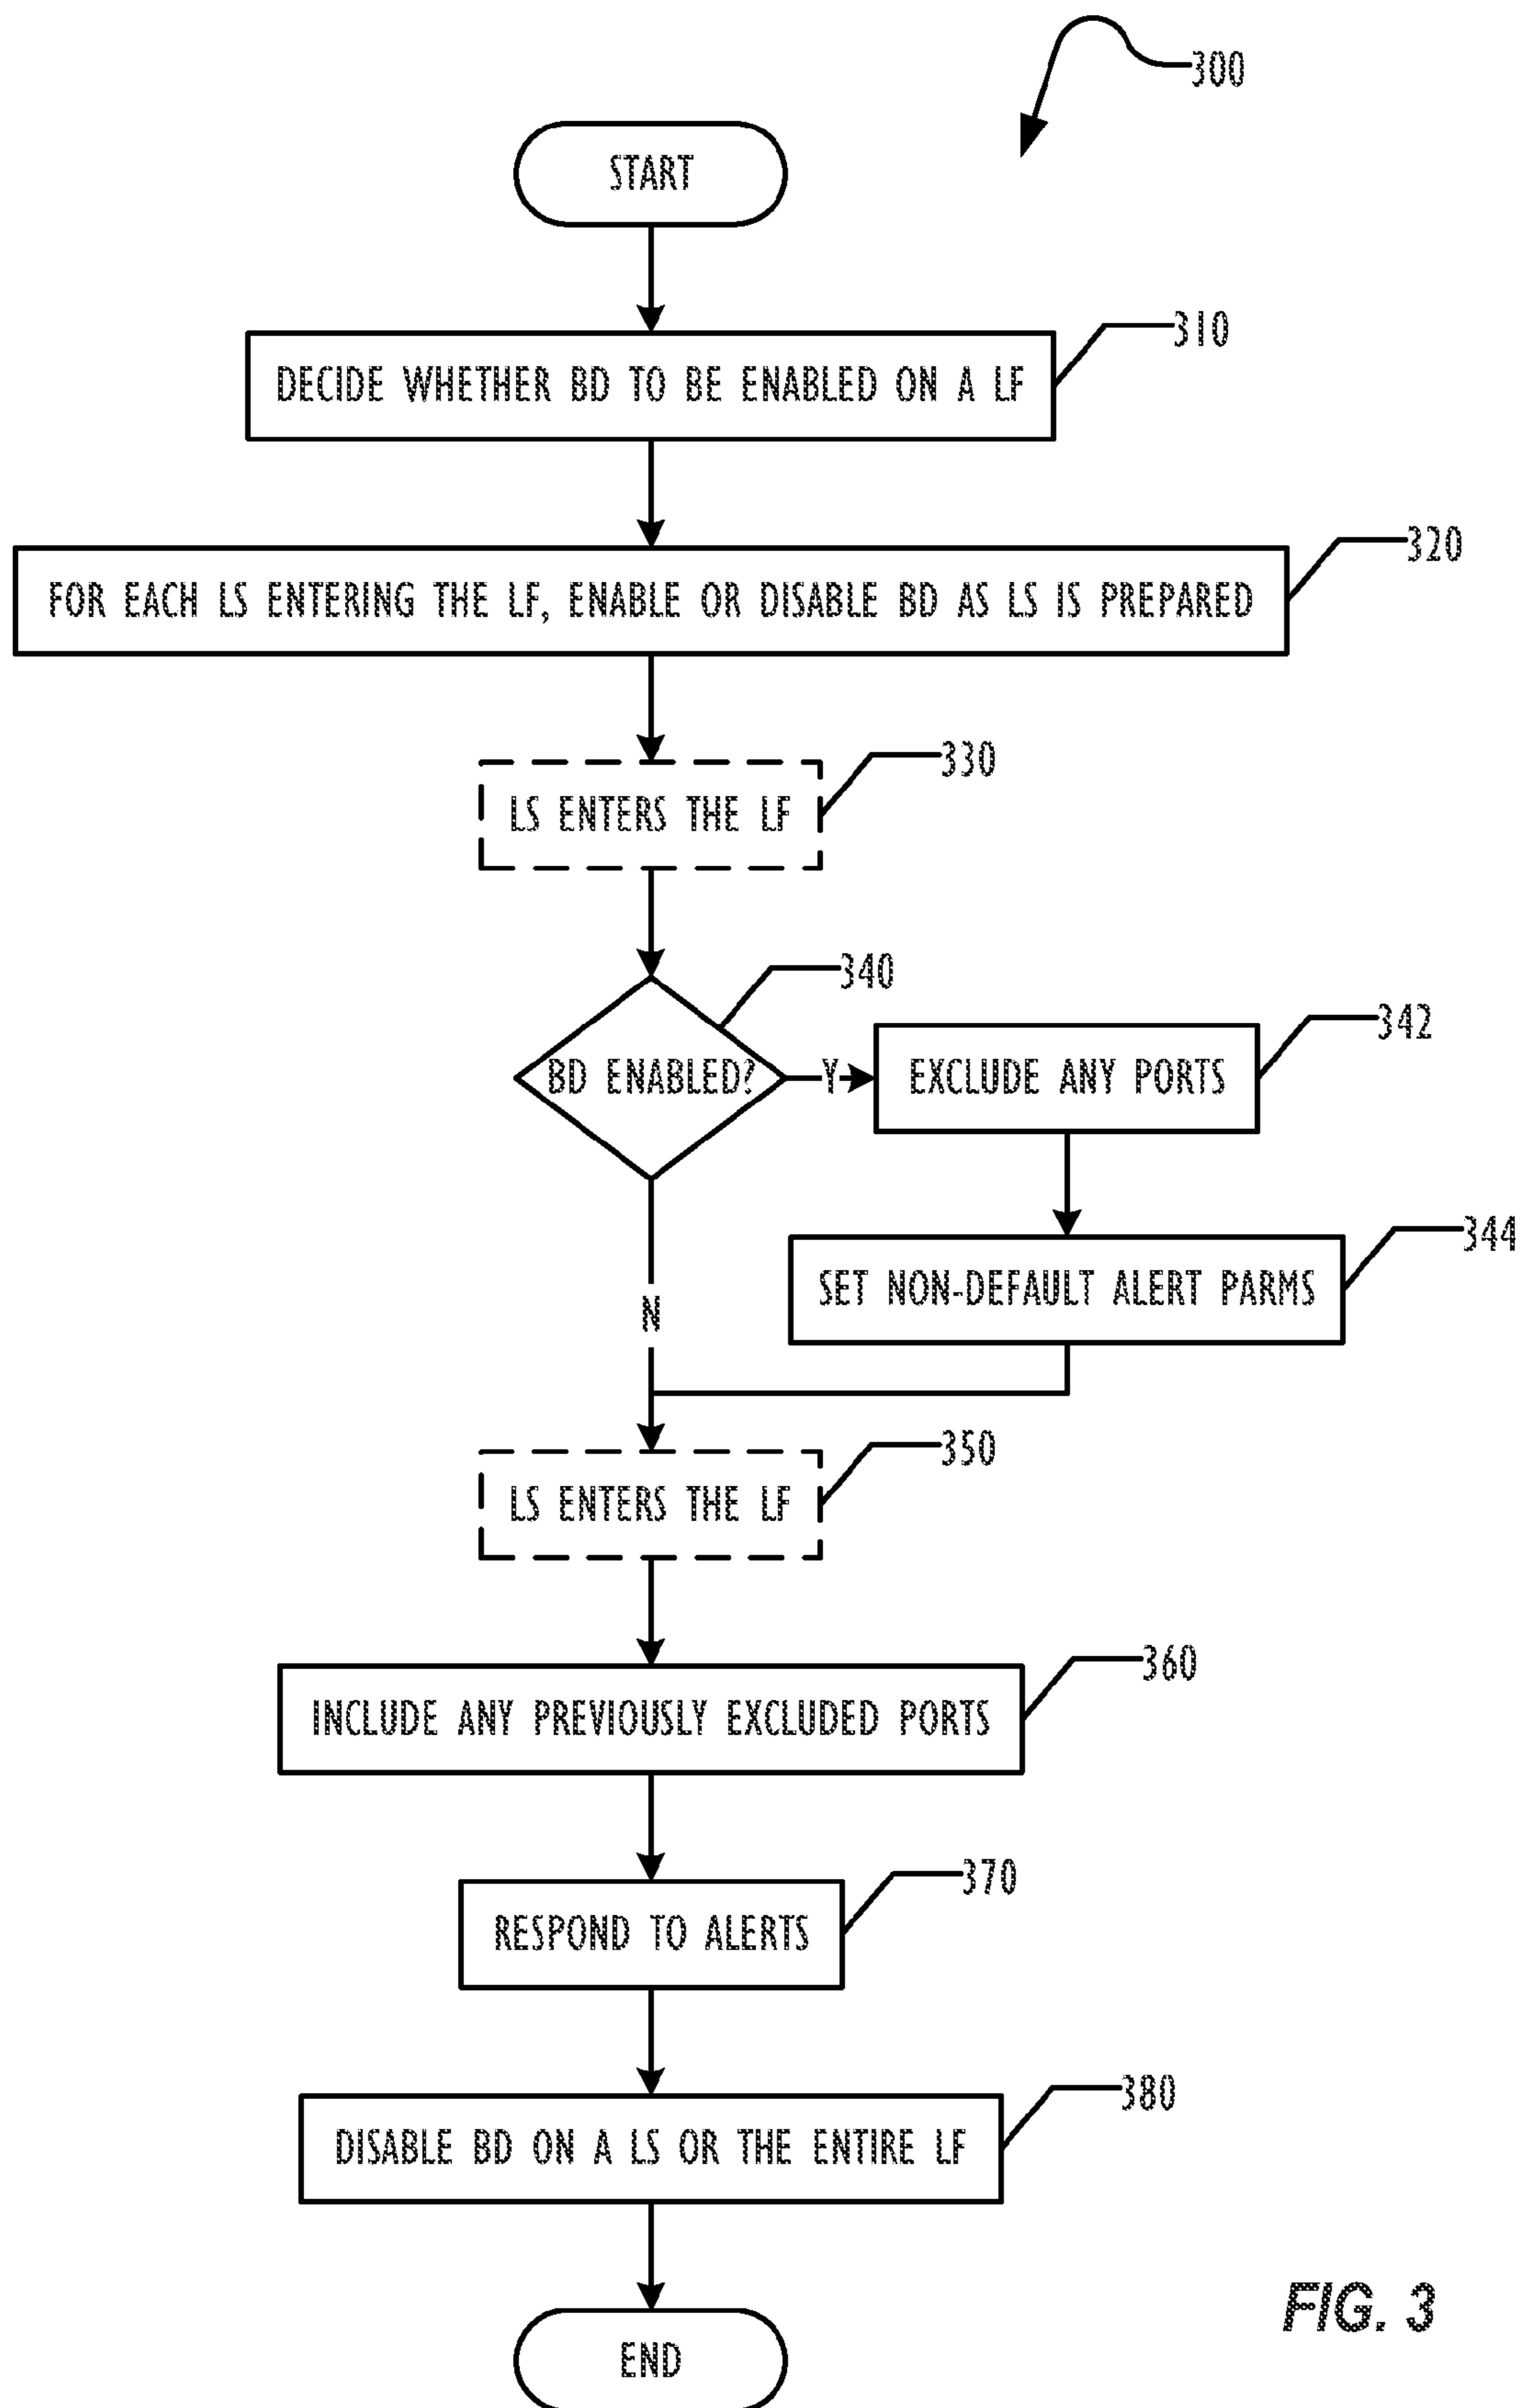 300
START
310
DECIDE WHETHER BD TO BE ENABLED ON A LF
320
FOR EACH LS ENTERING THE LF, ENABLE OR DISABLE BD AS LS IS PREPARED
330
LS ENTERS THE LF
340
342
BD ENABLED?
Y
EXCLUDE ANY PORTS
344
SET NON-DEFAULT ALERT PARMS
N
350
LS ENTERS THE LF
360
INCLUDE ANY PREVIOUSLY EXCLUDED PORTS
370
RESPOND TO ALERTS
380
DISABLE BD ON A LS OR THE ENTIRE LF
END
FIG. 3